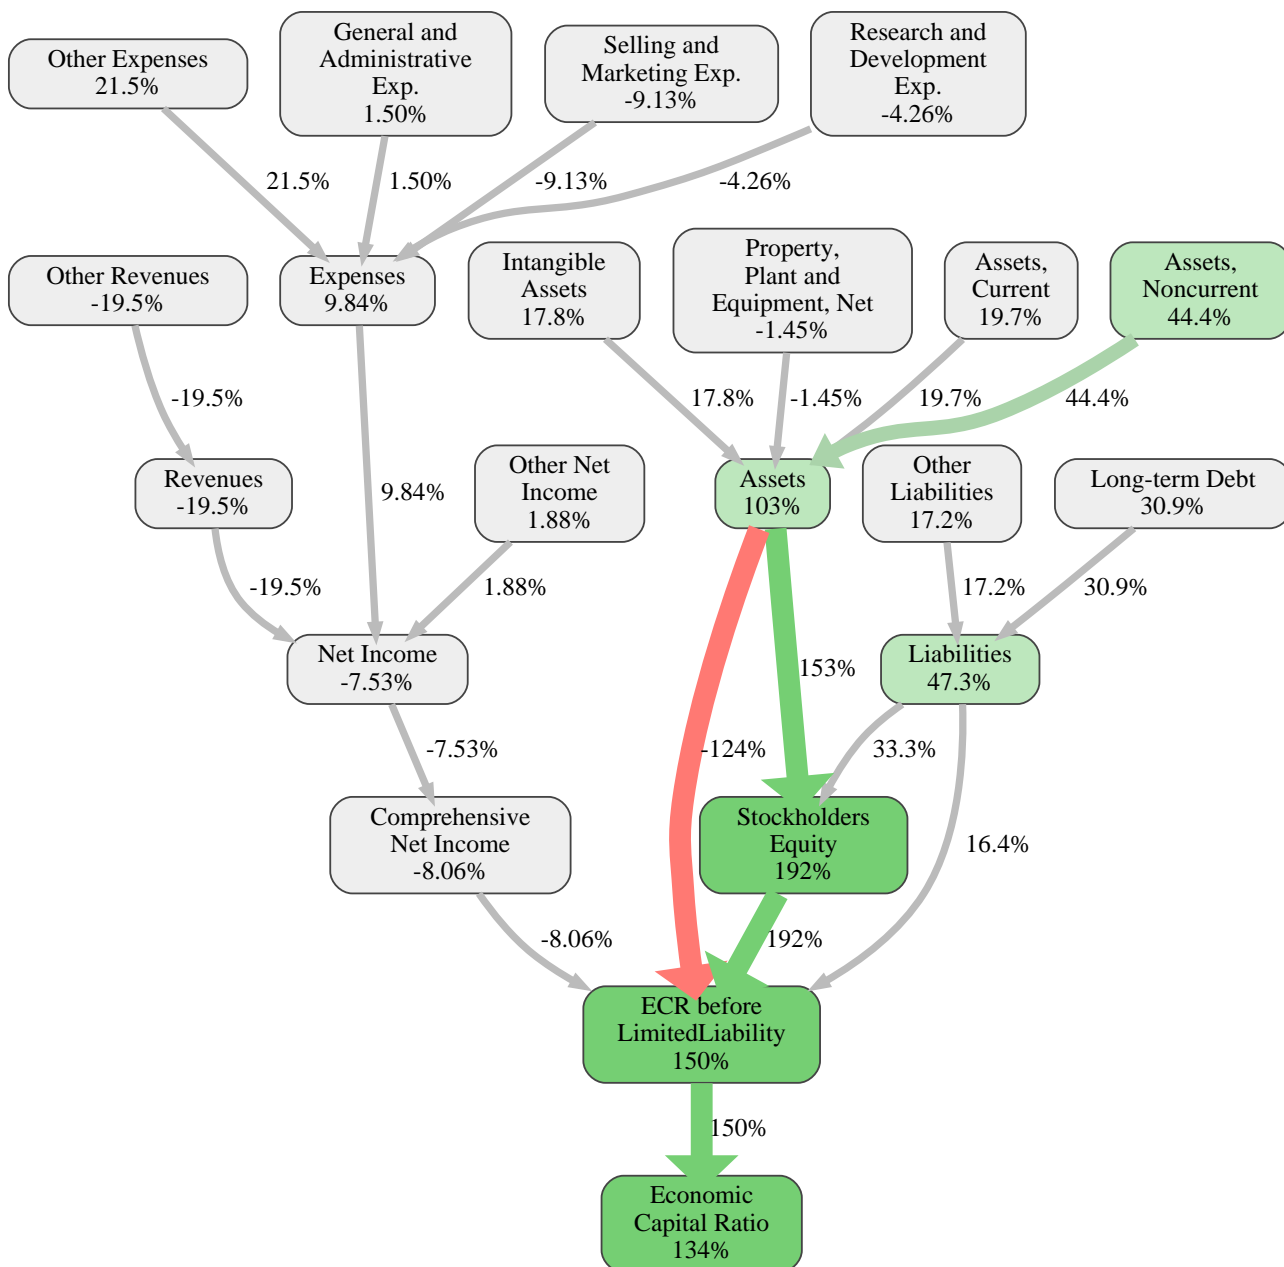 Other Expenses
21.5%
General and
Administrative
Exp.
1.50%
Selling and
Marketing Exp.
-9.13%
Research and
Development
Exp.
-4.26%
21.5%
1.50%
-9.13%
-4.26%
Other Revenues
-19.5%
Expenses
9.84%
Intangible
Assets
17.8%
Property,
Plant and
Equipment, Net
-1.45%
Assets,
Current
19.7%
Assets,
Noncurrent
44.4%
-19.5%
17.8%
-1.45%
19.7%
44.4%
Revenues
-19.5%
9.84%
Other Net
Income
1.88%
Assets
103%
Other
Liabilities
17.2%
Long-term Debt
30.9%
-19.5%
1.88%
17.2%
30.9%
Net Income
-7.53%
153%
Liabilities
47.3%
-7.53%
-124%
33.3%
Comprehensive
Net Income
-8.06%
Stockholders
Equity
192%
16.4%
-8.06%
192%
ECR before
LimitedLiability
150%
150%
Economic
Capital Ratio
134%